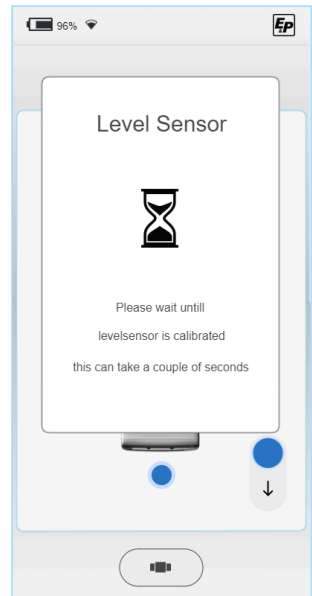 96%
EP
Level Sensor
Please wait untill
levelsensor is calibrated
this can take a couple of seconds